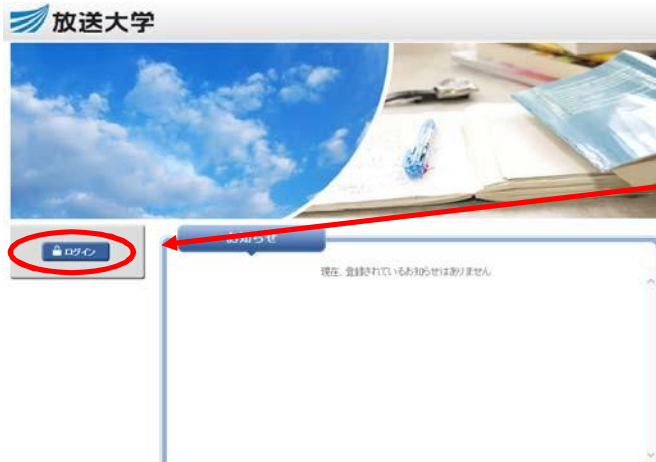 放送大学
ログイン
お知らせ
現在、登録されているお知らせはありません